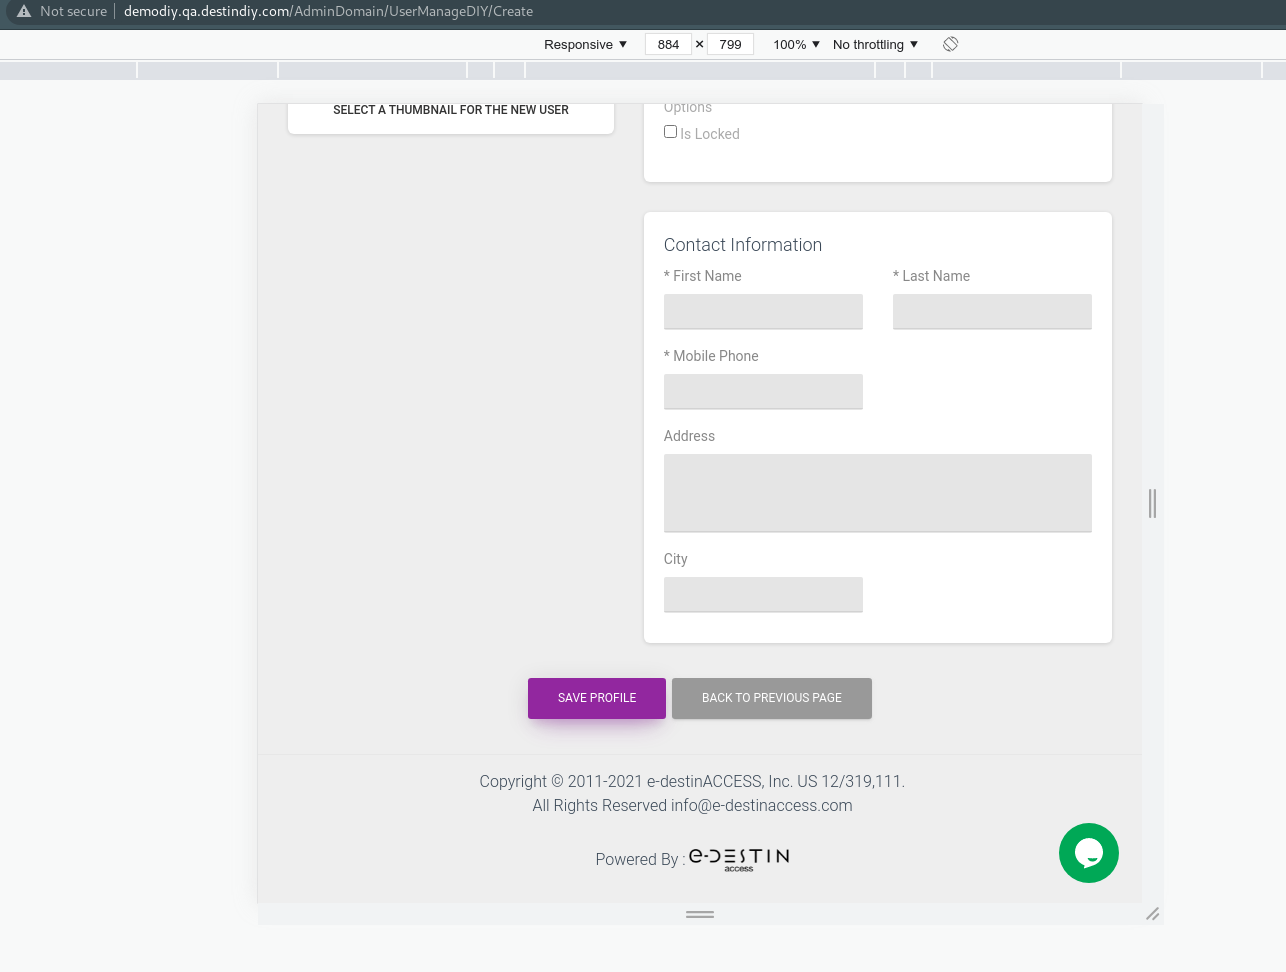 Not secure demodiy.qa.destindiy.com/AdminDomain/UserManageDIY/Create
Responsive 884 × 799 100% No throttling
SELECT A THUMBNAIL FOR THE NEW USER
Options
Is Locked
Contact Information
* First Name * Last Name
* Mobile Phone
Address
City
SAVE PROFILE BACK TO PREVIOUS PAGE
Copyright © 2011-2021 e-destinACCESS, Inc. US 12/319,111.
All Rights Reserved info@e-destinaccess.com
Powered By : e-DESTIN
access